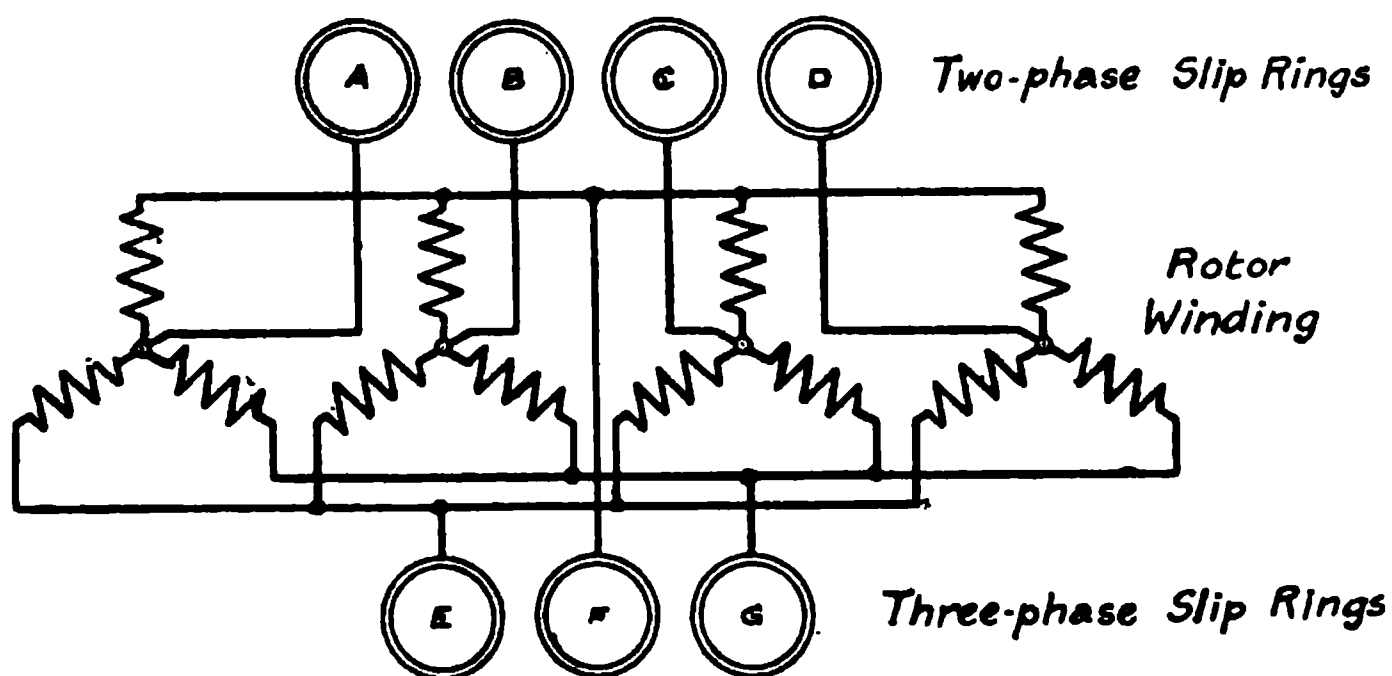 A B C D Two-phase Slip Rings
Rotor
Winding
E F G Three-phase Slip Rings